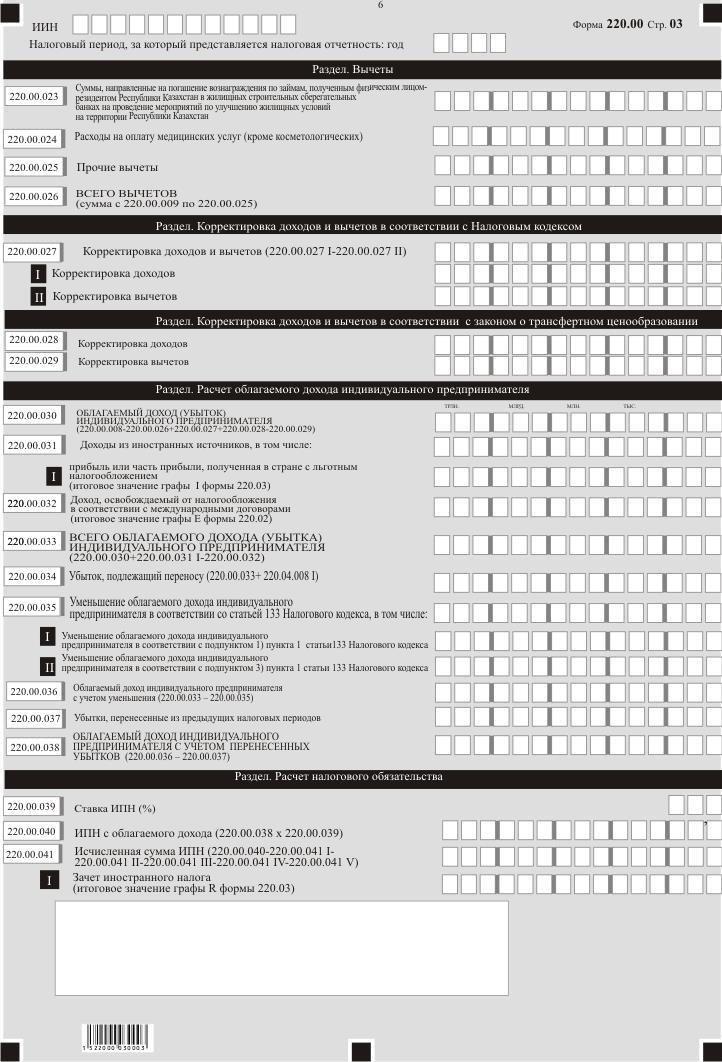 6
ИИН
Форма 220.00 Стр. 03
Налоговый период, за который представляется налоговая отчетность: год
Раздел. Вычеты
220.00.023 Суммы, направленные на погашение вознаграждения по займам, полученным физическим лицом-
резидентом Республики Казахстан в жилищных строительных сберегательных
банках на проведение мероприятий по улучшению жилищных условий
на территории Республики Казахстан
220.00.024 Расходы на оплату медицинских услуг (кроме косметологических)
220.00.025 Прочие вычеты
220.00.026 ВСЕГО ВЫЧЕТОВ
(сумма с 220.00.009 по 220.00.025)
Раздел. Корректировка доходов и вычетов в соответствии с Налоговым кодексом
220.00.027 Корректировка доходов и вычетов (220.00.027 I-220.00.027 II)
I Корректировка доходов
II Корректировка вычетов
Раздел. Корректировка доходов и вычетов в соответствии с законом о трансфертном ценообразовании
220.00.028 Корректировка доходов
220.00.029 Корректировка вычетов
Раздел. Расчет облагаемого дохода индивидуального предпринимателя
ТРЛН. МЛРД. МЛН. ТЫС.
220.00.030 ОБЛАГАЕМЫЙ ДОХОД (УБЫТОК)
ИНДИВИДУАЛЬНОГО ПРЕДПРИНИМАТЕЛЯ
(220.00.008-220.00.026+220.00.027+220.00.028-220.00.029)
220.00.031 Доходы из иностранных источников, в том числе:
I прибыль или часть прибыли, полученная в стране с льготным
налогообложением
(итоговое значение графы I формы 220.03)
220.00.032 Доход, освобождаемый от налогообложения
в соответствии с международными договорами
(итоговое значение графы E формы 220.02)
220.00.033 ВСЕГО ОБЛАГАЕМОГО ДОХОДА (УБЫТКА)
ИНДИВИДУАЛЬНОГО ПРЕДПРИНИМАТЕЛЯ
(220.00.030+220.00.031 I-220.00.032)
220.00.034 Убыток, подлежащий переносу (220.00.033+ 220.04.008 I)
220.00.035 Уменьшение облагаемого дохода индивидуального
предпринимателя в соответствии со статьей 133 Налогового кодекса, в том числе:
I Уменьшение облагаемого дохода индивидуального
предпринимателя в соответствии с подпунктом 1) пункта 1 статьи133 Налогового кодекса
II Уменьшение облагаемого дохода индивидуального
предпринимателя в соответствии с подпунктом 3) пункта 1 статьи 133 Налогового кодекса
220.00.036 Облагаемый доход индивидуального предпринимателя
с учетом уменьшения (220.00.033 – 220.00.035)
220.00.037 Убытки, перенесенные из предыдущих налоговых периодов
220.00.038 ОБЛАГАЕМЫЙ ДОХОД ИНДИВИДУАЛЬНОГО
ПРЕДПРИНИМАТЕЛЯ С УЧЕТОМ ПЕРЕНЕСЕННЫХ
УБЫТКОВ (220.00.036 – 220.00.037)
Раздел. Расчет налогового обязательства
220.00.039 Ставка ИПН (%)
220.00.040 ИПН с облагаемого дохода (220.00.038 x 220.00.039)
220.00.041 Исчисленная сумма ИПН (220.00.040-220.00.041 I-
220.00.041 II-220.00.041 III-220.00.041 IV-220.00.041 V)
I Зачет иностранного налога
(итоговое значение графы R формы 220.03)
1 522000 030003